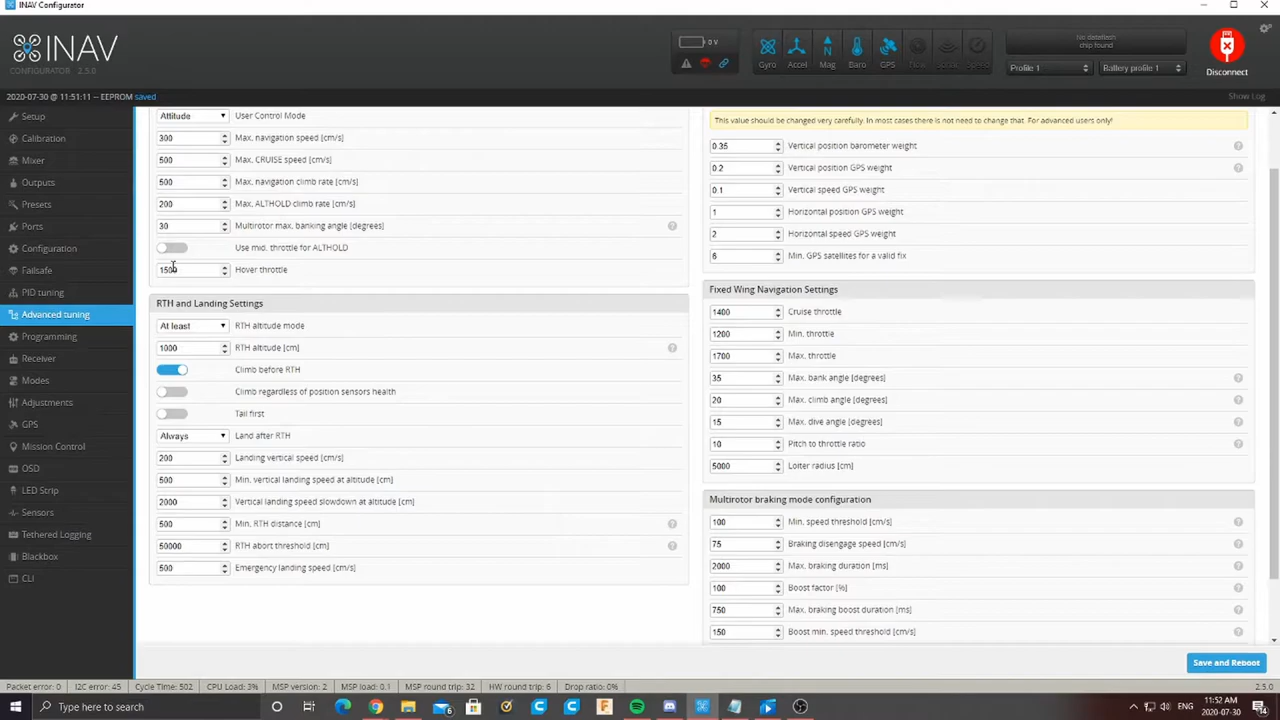 INAV Configurator
INAV
CONFIGURATOR 2.5.0
0 V
Gyro
Accel
Mag
Baro
GPS
Flow
Sonar
Speed
No dataflash
chip found
Profile 1
Battery profile 1
Disconnect
2020-07-30 @ 11:51:11 -- EEPROM saved
Show Log
Setup
Calibration
Mixer
Outputs
Presets
Ports
Configuration
Failsafe
PID tuning
Advanced tuning
Programming
Receiver
Modes
Adjustments
GPS
Mission Control
OSD
LED Strip
Sensors
Tethered Logging
Blackbox
CLI
Attitude User Control Mode
300 Max. navigation speed [cm/s]
500 Max. CRUISE speed [cm/s]
500 Max. navigation climb rate [cm/s]
200 Max. ALTHOLD climb rate [cm/s]
30 Multirotor max. banking angle [degrees]
Use mid. throttle for ALTHOLD
1500 Hover throttle
RTH and Landing Settings
At least RTH altitude mode
1000 RTH altitude [cm]
Climb before RTH
Climb regardless of position sensors health
Tail first
Always Land after RTH
200 Landing vertical speed [cm/s]
500 Min. vertical landing speed at altitude [cm]
2000 Vertical landing speed slowdown at altitude [cm]
500 Min. RTH distance [cm]
50000 RTH abort threshold [cm]
500 Emergency landing speed [cm/s]
This value should be changed very carefully. In most cases there is not need to change that. For advanced users only!
0.35 Vertical position barometer weight
0.2 Vertical position GPS weight
0.1 Vertical speed GPS weight
1 Horizontal position GPS weight
2 Horizontal speed GPS weight
6 Min. GPS satellites for a valid fix
Fixed Wing Navigation Settings
1400 Cruise throttle
1200 Min. throttle
1700 Max. throttle
35 Max. bank angle [degrees]
20 Max. climb angle [degrees]
15 Max. dive angle [degrees]
10 Pitch to throttle ratio
5000 Loiter radius [cm]
Multirotor braking mode configuration
100 Min. speed threshold [cm/s]
75 Braking disengage speed [cm/s]
2000 Max. braking duration [ms]
100 Boost factor [%]
750 Max. braking boost duration [ms]
150 Boost min. speed threshold [cm/s]
Save and Reboot
Packet error: 0 I2C error: 45 Cycle Time: 502 CPU Load: 3% MSP version: 2 MSP load: 0.1 MSP round trip: 32 HW round trip: 6 Drop ratio: 0% 2.5.0
Type here to search
6
ENG
11:52 AM
2020-07-30
14